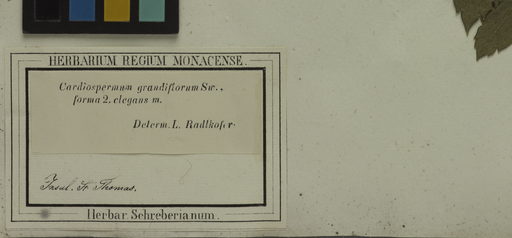 HERBARIUM REGIUM MONACENSE.
Cardiospermum grandiflorum Sw.,
forma 2. elegans m.
Determ. L. Radlkofer.
Insul. St Thomas.
Herbar. Schreberianum.